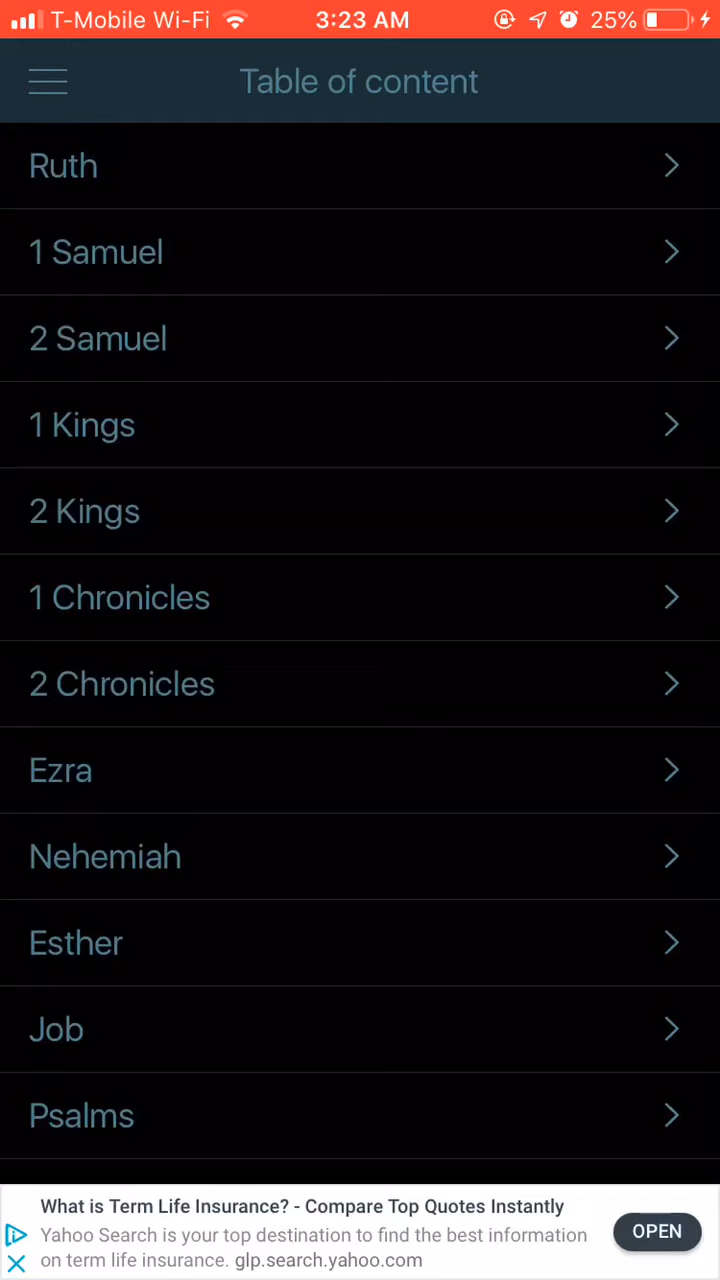 T-Mobile Wi-Fi 3:23 AM 25%
Table of content
Ruth
1 Samuel
2 Samuel
1 Kings
2 Kings
1 Chronicles
2 Chronicles
Ezra
Nehemiah
Esther
Job
Psalms
What is Term Life Insurance? - Compare Top Quotes Instantly
Yahoo Search is your top destination to find the best information
on term life insurance. glp.search.yahoo.com
OPEN